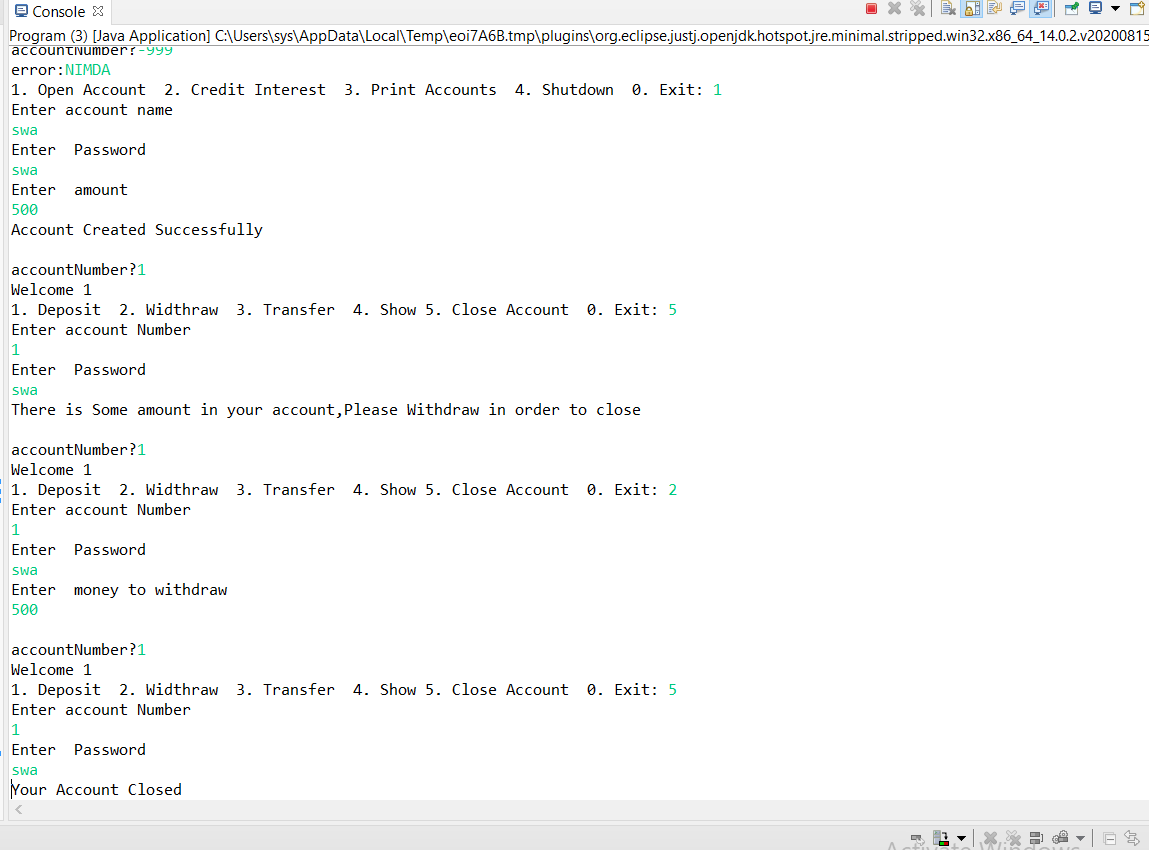 Console
Program (3) [Java Application] C:\Users\sys\AppData\Local\Temp\eoi7A6B.tmp\plugins\org.eclipse.justj.openjdk.hotspot.jre.minimal.stripped.win32.x86_64_14.0.2.v20200815
accountNumber?-999
error:NIMDA
1. Open Account  2. Credit Interest  3. Print Accounts  4. Shutdown  0. Exit: 1
Enter account name
swa
Enter  Password
swa
Enter  amount
500
Account Created Successfully
accountNumber?1
Welcome 1
1. Deposit  2. Widthraw  3. Transfer  4. Show 5. Close Account  0. Exit: 5
Enter account Number
1
Enter  Password
swa
There is Some amount in your account,Please Withdraw in order to close
accountNumber?1
Welcome 1
1. Deposit  2. Widthraw  3. Transfer  4. Show 5. Close Account  0. Exit: 2
Enter account Number
1
Enter  Password
swa
Enter  money to withdraw
500
accountNumber?1
Welcome 1
1. Deposit  2. Widthraw  3. Transfer  4. Show 5. Close Account  0. Exit: 5
Enter account Number
1
Enter  Password
swa
Your Account Closed
Activate Windows